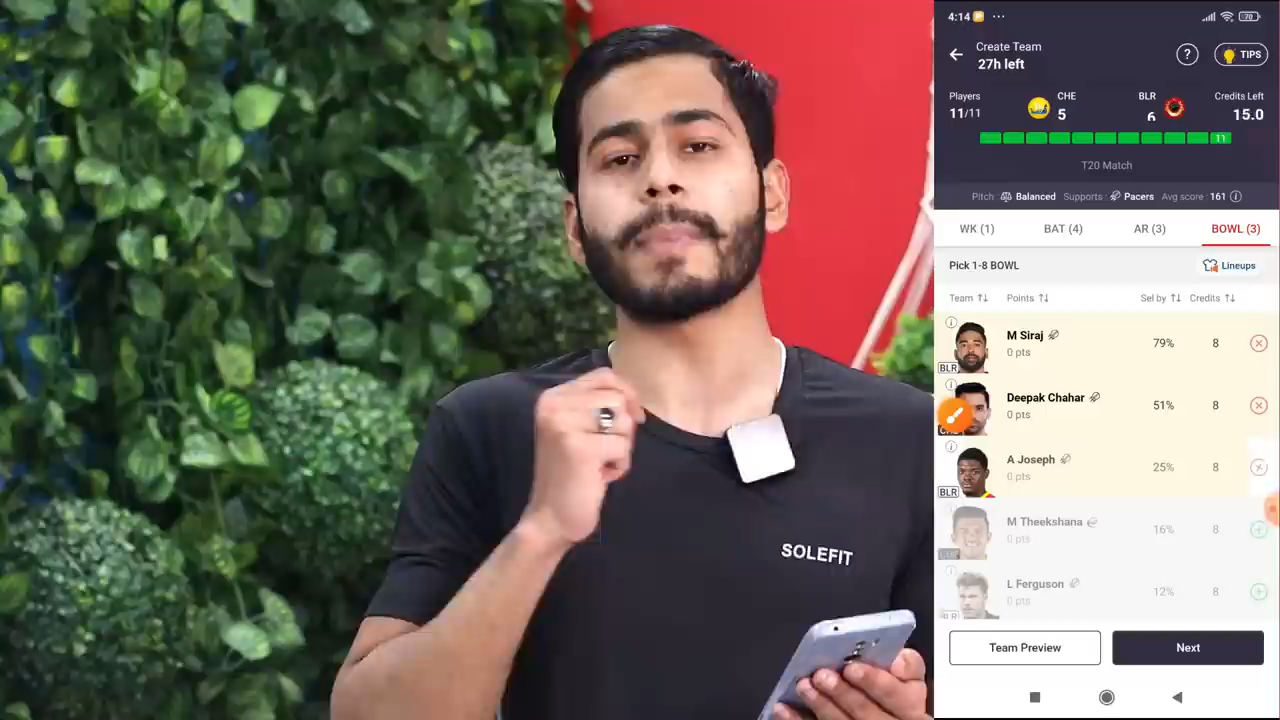 SOLEFIT
4:14
70
Create Team
27h left
?
TIPS
Players
11/11
CHE
5
BLR
6
Credits Left
15.0
11
T20 Match
Pitch Balanced Supports : Pacers Avg score : 161
WK (1)
BAT (4)
AR (3)
BOWL (3)
Pick 1-8 BOWL
Lineups
Team
Points
Sel by
Credits
M Siraj
0 pts
79%
8
BLR
Deepak Chahar
0 pts
51%
8
A Joseph
0 pts
25%
8
BLR
M Theekshana
0 pts
16%
8
L Ferguson
0 pts
12%
8
BLR
Team Preview
Next